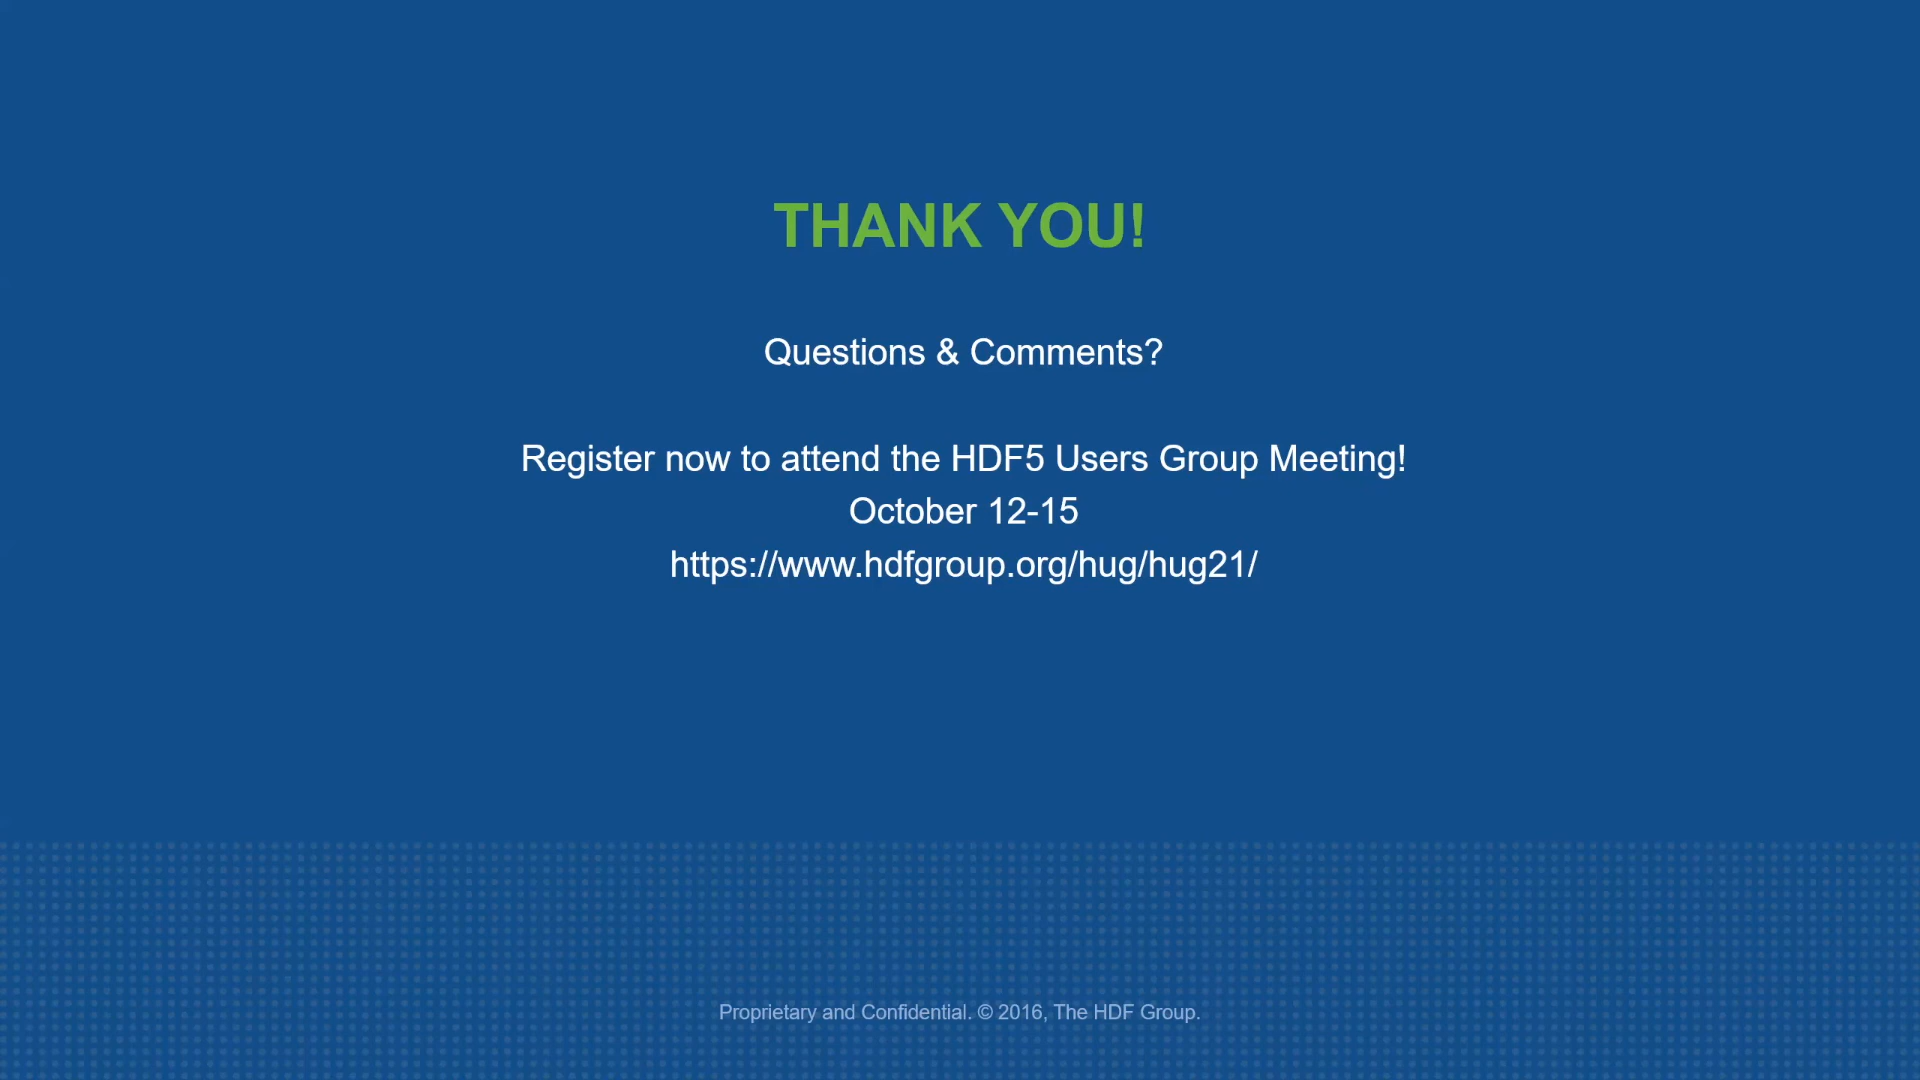 THANK YOU!
Questions & Comments?
Register now to attend the HDF5 Users Group Meeting!
October 12-15
https://www.hdfgroup.org/hug/hug21/
Proprietary and Confidential. © 2016, The HDF Group.